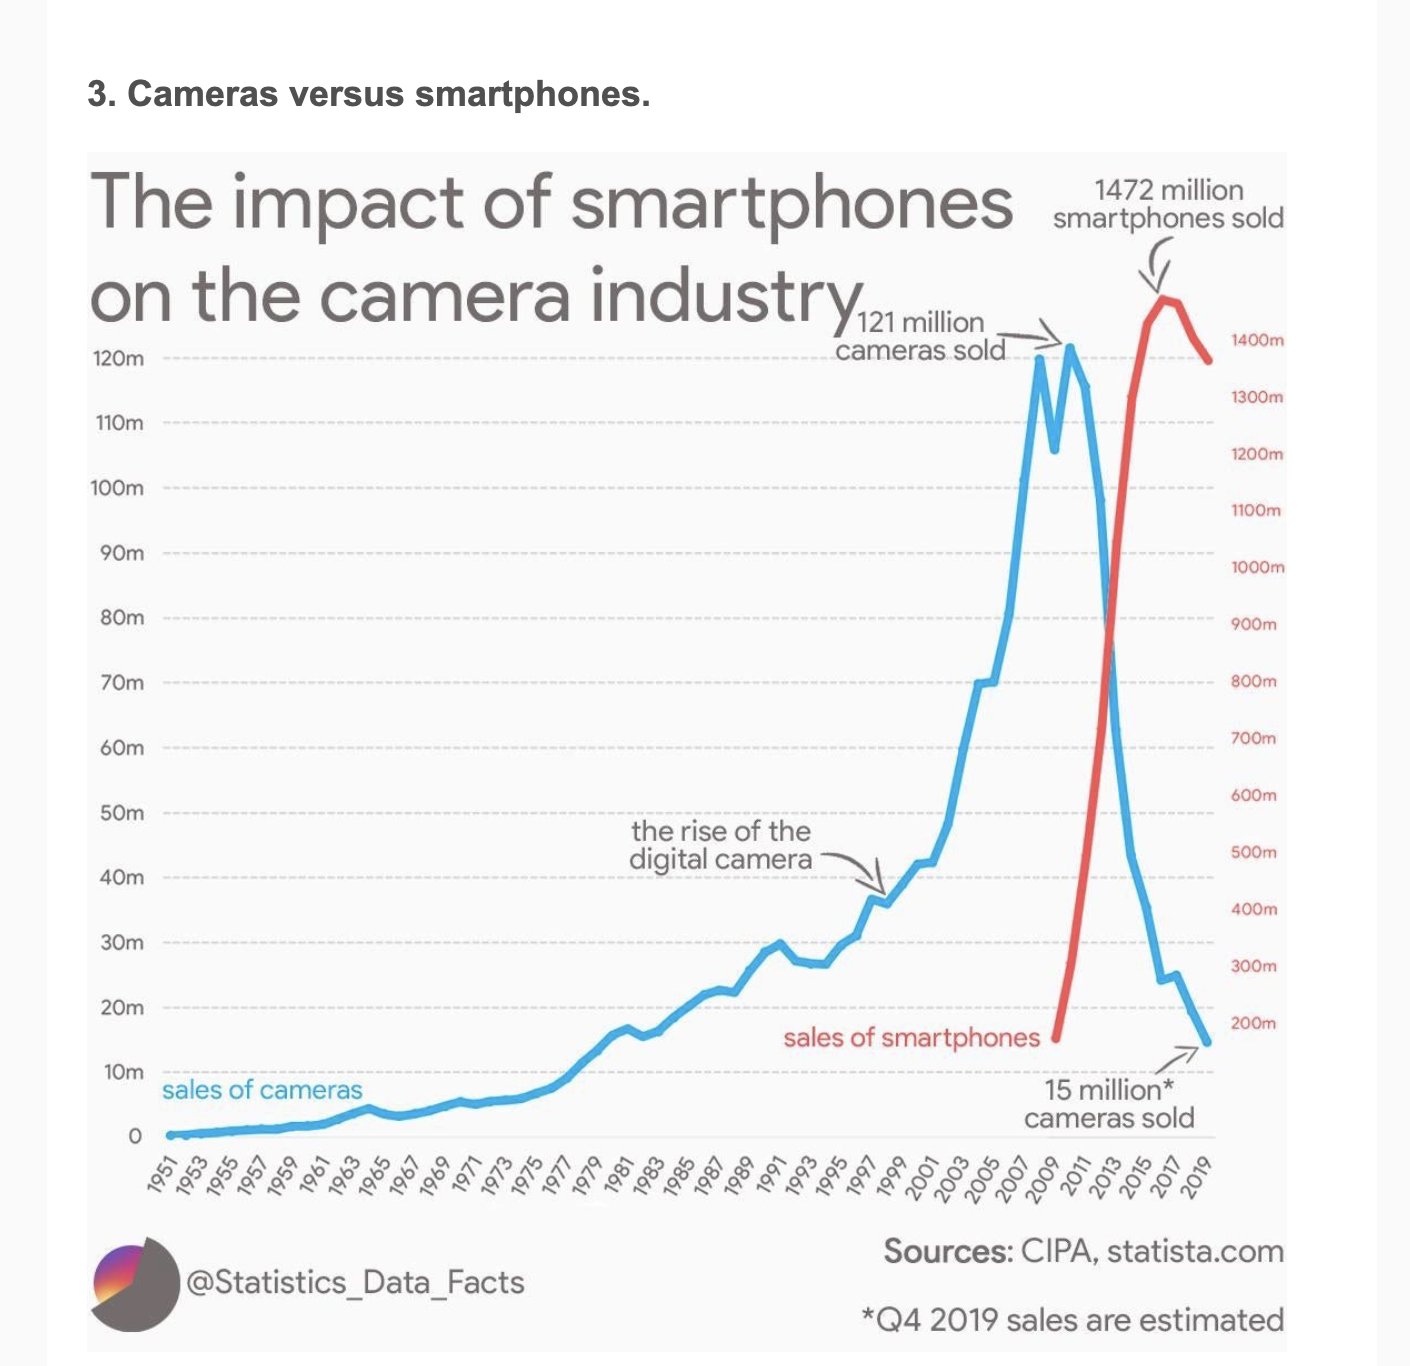 3. Cameras versus smartphones.
The impact of smartphones
on the camera industry
1472 million
smartphones sold
121 million
cameras sold
120m
110m
100m
90m
80m
70m
60m
50m
40m
30m
20m
10m
0
1400m
1300m
1200m
1100m
1000m
900m
800m
700m
600m
500m
400m
300m
200m
the rise of the
digital camera
sales of smartphones
sales of cameras
15 million*
cameras sold
1951
1953
1955
1957
1959
1961
1963
1965
1967
1969
1971
1973
1975
1977
1979
1981
1983
1985
1987
1989
1991
1993
1995
1997
1999
2001
2003
2005
2007
2009
2011
2013
2015
2017
2019
@Statistics_Data_Facts
Sources: CIPA, statista.com
*Q4 2019 sales are estimated